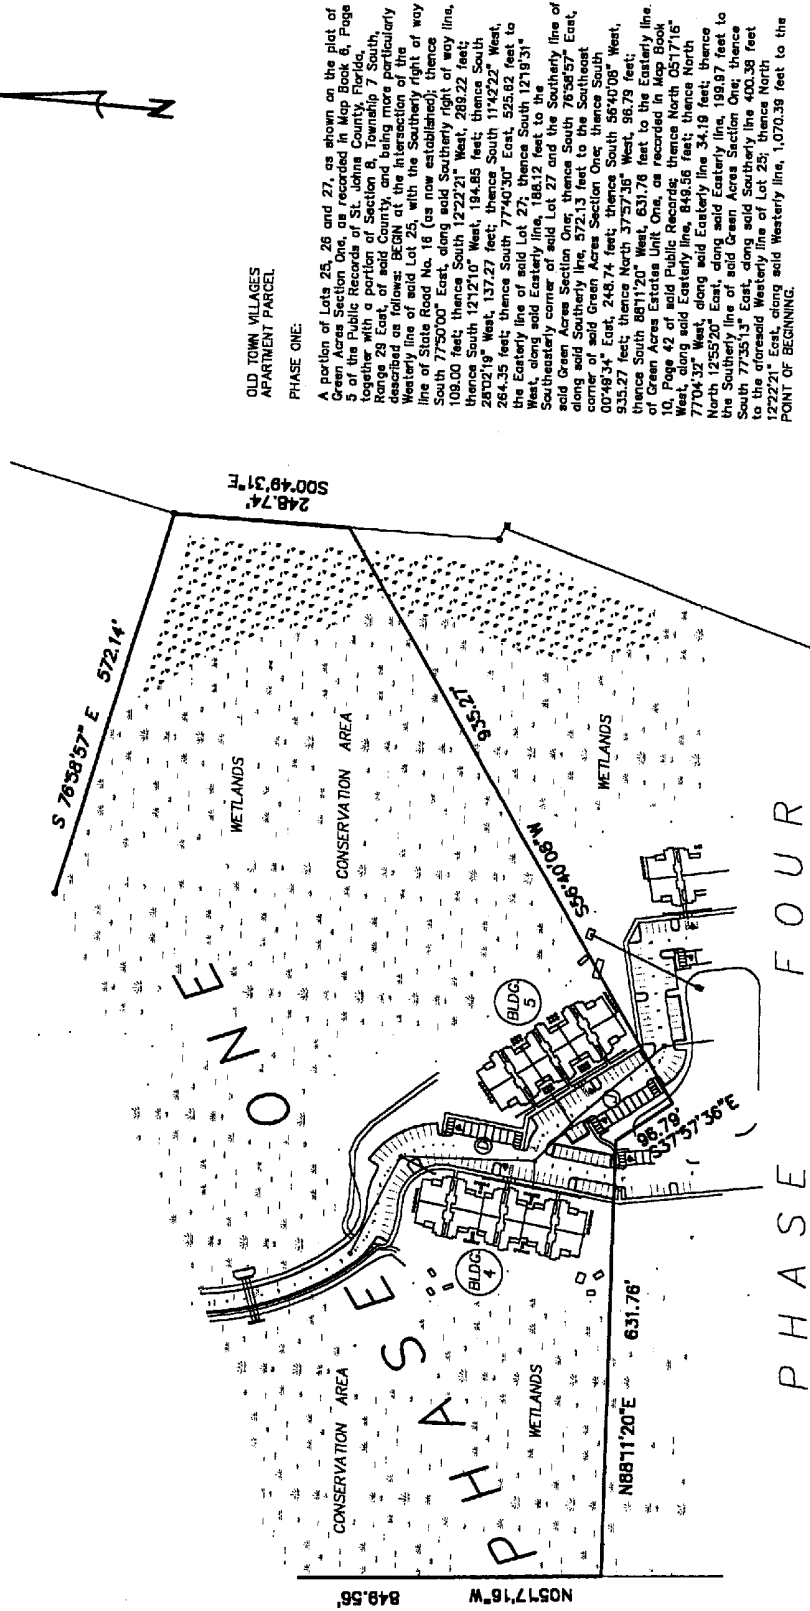 OLD TOWN VILLAGES
APARTMENT PARCEL
PHASE ONE:
A portion of Lots 25, 26 and 27, as shown on the plat of
Green Acres Section One, as recorded in Map Book 6, Page
5 of the Public Records of St. Johns County, Florida,
together with a portion of Section 8, Township 7 South,
Range 29 East, of said County, and being more particularly
described as follows: BEGIN at the intersection of the
Westerly line of said Lot 25, with the Southerly right of way
line of State Road No. 16 (as now established); thence
South 77°50'00" East, along said Southerly right of way line,
109.00 feet; thence South 12°22'21" West, 289.22 feet;
thence South 12°12'10" West, 194.85 feet; thence South
28°02'19" West, 137.27 feet; thence South 11°42'22" West,
264.35 feet; thence South 77°40'30" East, 525.62 feet to
the Easterly line of said Lot 27; thence South 12°19'31"
West, along said Easterly line, 188.12 feet to the
Southeasterly corner of said Lot 27 and the Southerly line of
said Green Acres Section One; thence South 76°58'57" East,
along said Southerly line, 572.13 feet to the Southeast
corner of said Green Acres Section One; thence South
00°49'34" East, 248.74 feet; thence South 56°40'08" West,
935.27 feet; thence North 37°57'36" West, 96.79 feet;
thence South 88°11'20" West, 631.76 feet to the Easterly line
of Green Acres Estates Unit One, as recorded in Map Book
10, Page 42 of said Public Records; thence North 05°17'16"
West, along said Easterly line, 849.56 feet; thence North
77°04'32" West, along said Easterly line 34.19 feet; thence
North 12°55'20" East, along said Easterly line, 199.97 feet to
the Southerly line of said Green Acres Section One; thence
South 77°35'13" East, along said Southerly line 400.38 feet
to the aforesaid Westerly line of Lot 25; thence North
12°22'21" East, along said Westerly line, 1,070.39 feet to the
POINT OF BEGINNING.
S 76°58'57" E 572.14'
248.74'
S00°49'31"E
935.27'
S56°40'06"W
WETLANDS
CONSERVATION AREA
WETLANDS
PHASE ONE
BLDG. 5
BLDG. 4
96.79'
S37°57'36"E
CONSERVATION AREA
WETLANDS
N88°11'20"E 631.76'
N05°17'16"W 849.56'
PHASE FOUR